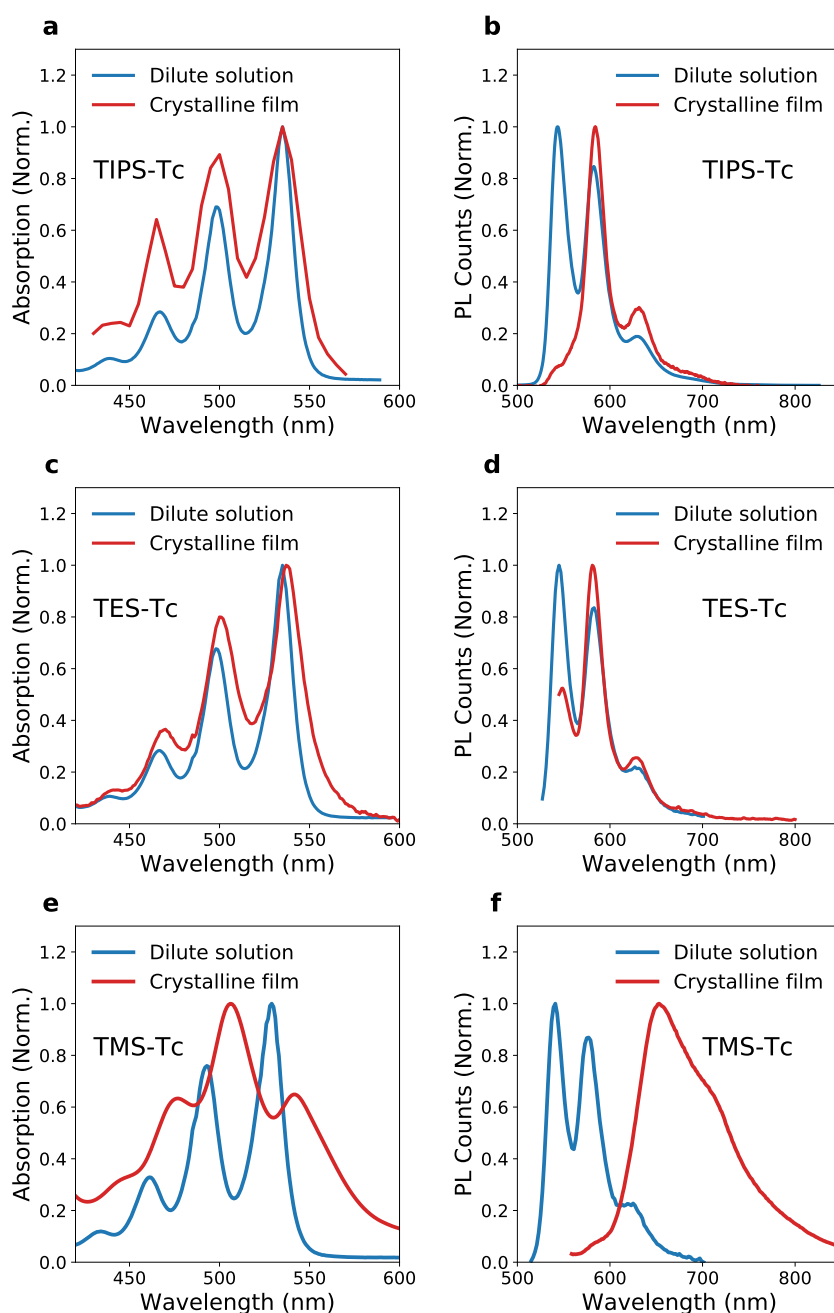 a
b
1.2
1.0
0.8
0.6
0.4
0.2
0.0
Absorption (Norm.)
Dilute solution
Crystalline film
TIPS-Tc
450
500
550
600
Wavelength (nm)
1.2
1.0
0.8
0.6
0.4
0.2
0.0
PL Counts (Norm.)
Dilute solution
Crystalline film
TIPS-Tc
500
600
700
800
Wavelength (nm)
c
d
1.2
1.0
0.8
0.6
0.4
0.2
0.0
Absorption (Norm.)
Dilute solution
Crystalline film
TES-Tc
450
500
550
600
Wavelength (nm)
1.2
1.0
0.8
0.6
0.4
0.2
0.0
PL Counts (Norm.)
Dilute solution
Crystalline film
TES-Tc
500
600
700
800
Wavelength (nm)
e
f
1.2
1.0
0.8
0.6
0.4
0.2
0.0
Absorption (Norm.)
Dilute solution
Crystalline film
TMS-Tc
450
500
550
600
Wavelength (nm)
1.2
1.0
0.8
0.6
0.4
0.2
0.0
PL Counts (Norm.)
Dilute solution
Crystalline film
TMS-Tc
500
600
700
800
Wavelength (nm)